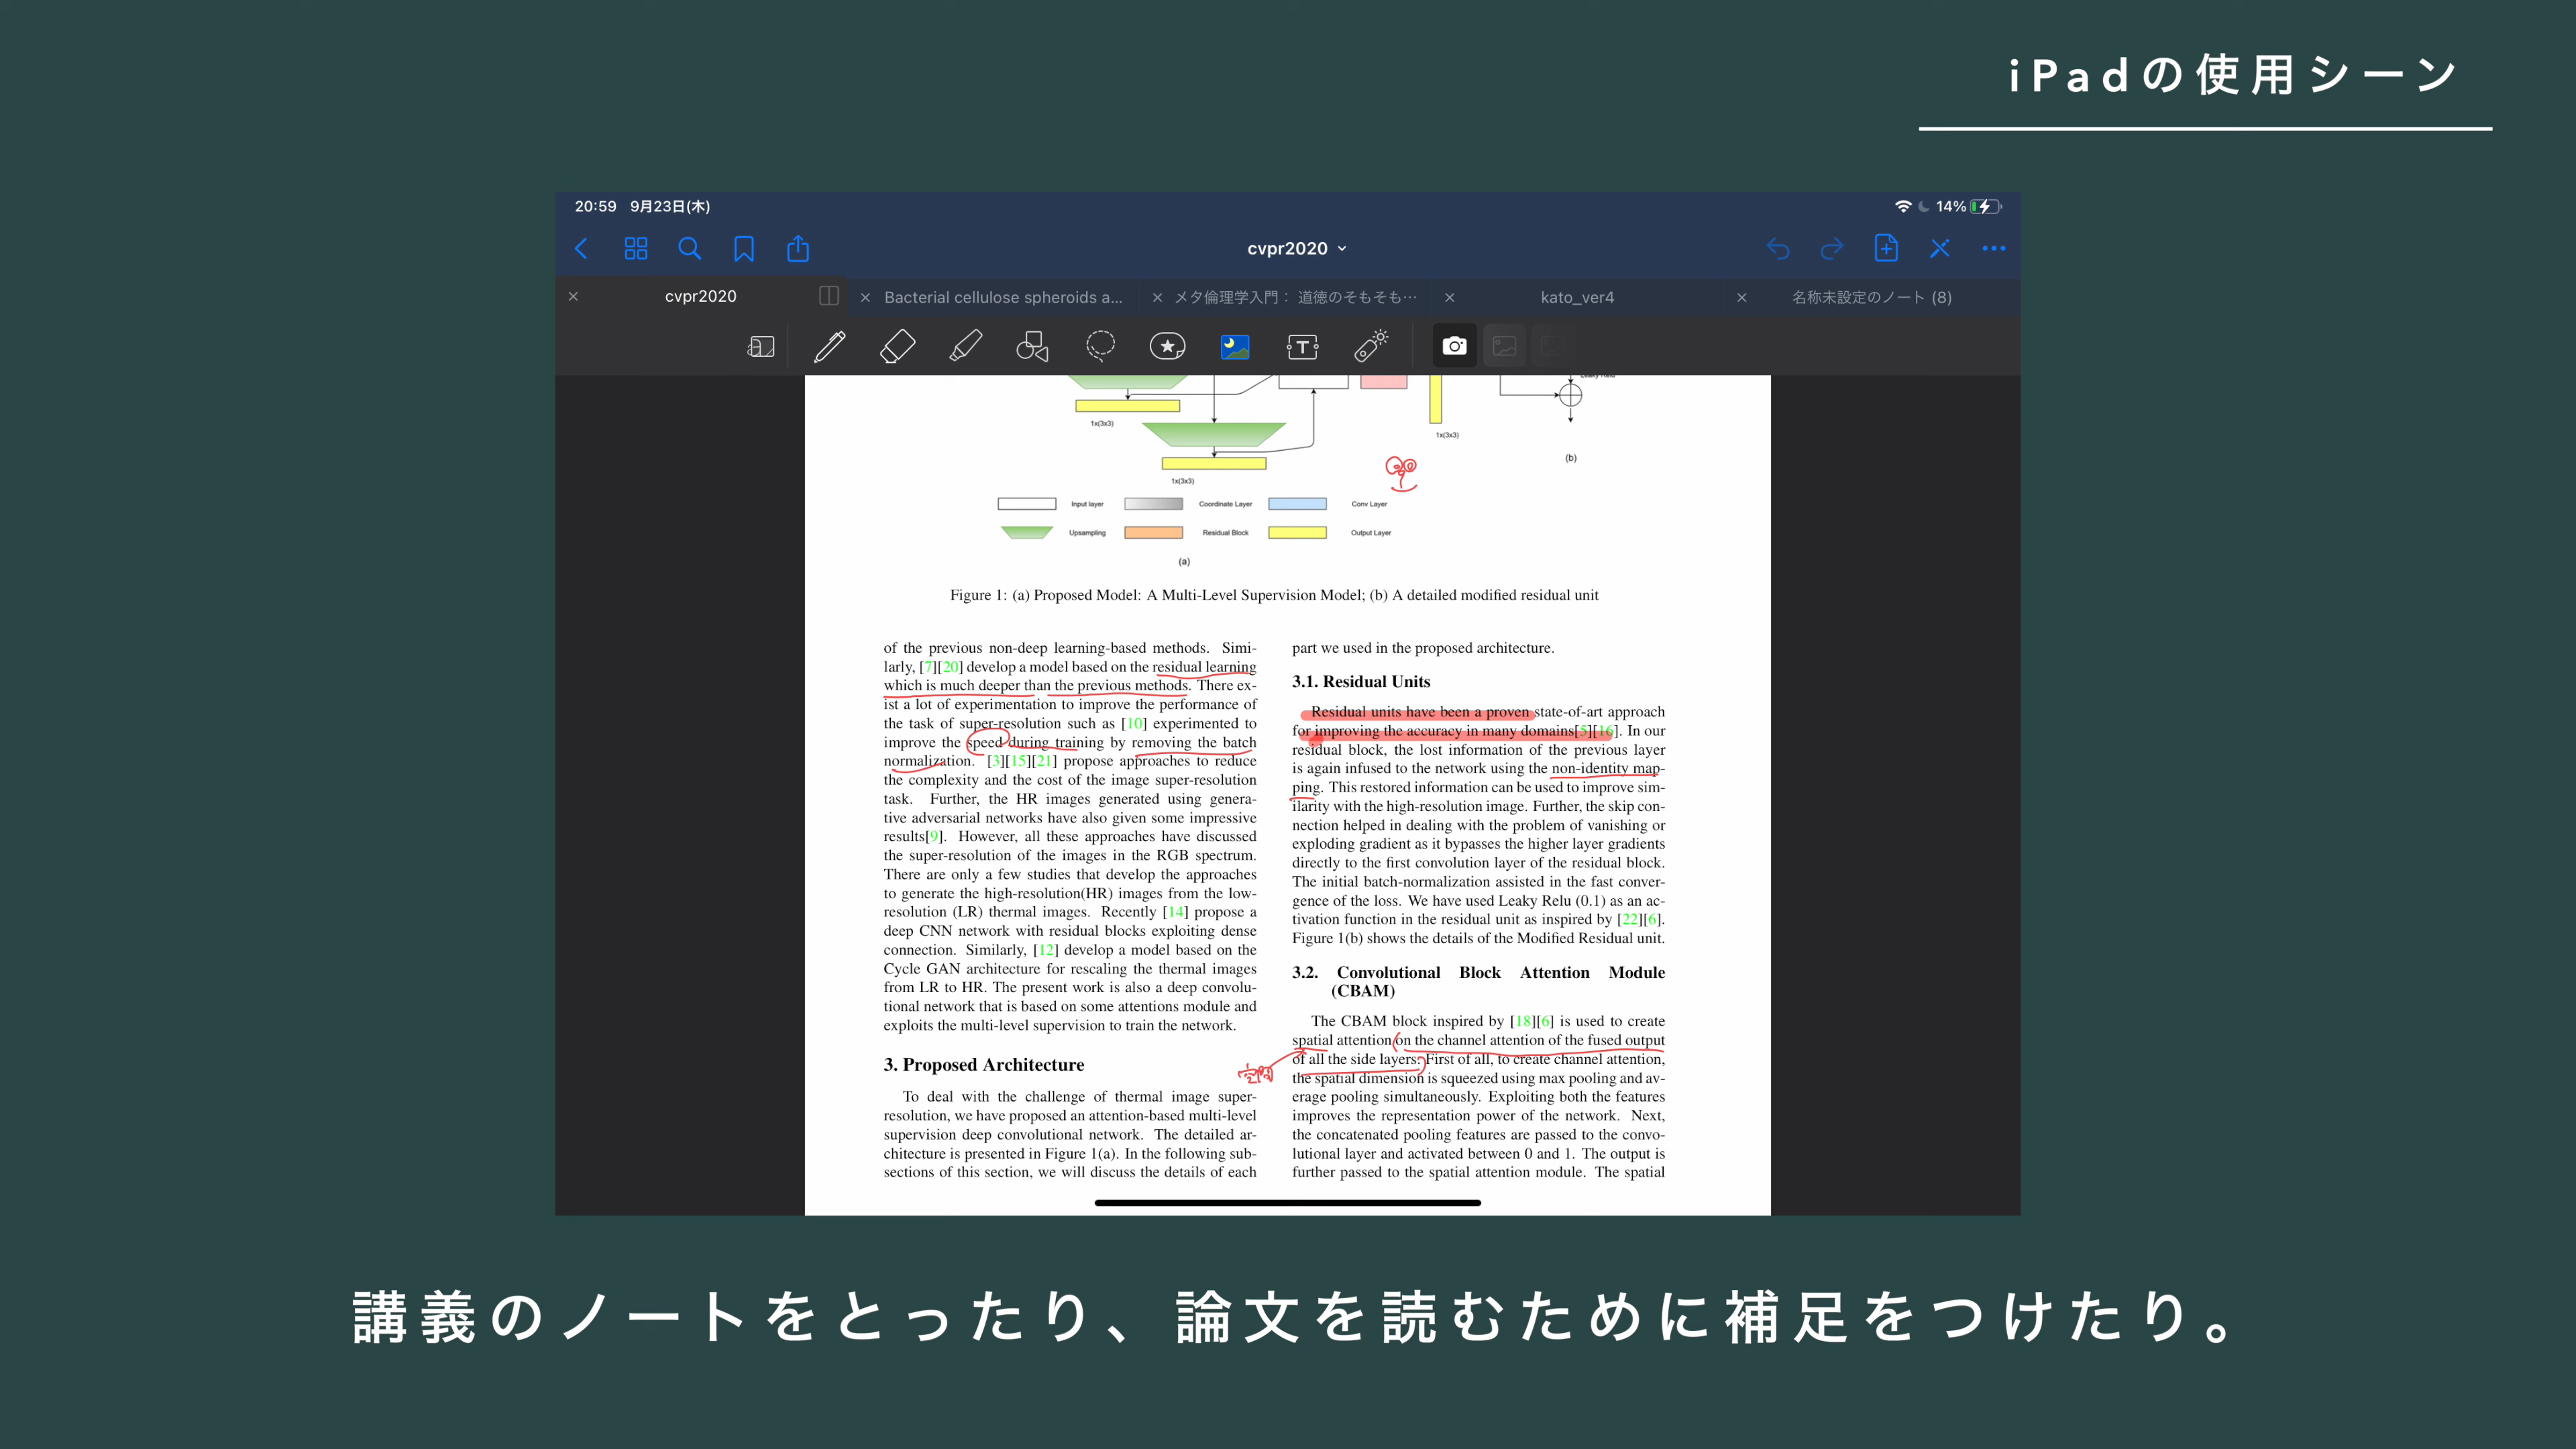 iPadの使用シーン
20:59 9月23日(木)
14%
cvpr2020
cvpr2020
Bacterial cellulose spheroids a...
メタ倫理学入門： 道徳のそもそも…
kato_ver4
名称未設定のノート (8)
1x(3x3)
1x(3x3)
1x(3x3)
(b)
Input layer
Coordinate Layer
Conv Layer
Upsampling
Residual Block
Output Layer
(a)
Figure 1: (a) Proposed Model: A Multi-Level Supervision Model; (b) A detailed modified residual unit
of the previous non-deep learning-based methods. Simi-
larly, [7][20] develop a model based on the residual learning
which is much deeper than the previous methods. There ex-
ist a lot of experimentation to improve the performance of
the task of super-resolution such as [10] experimented to
improve the speed during training by removing the batch
normalization. [3][15][21] propose approaches to reduce
the complexity and the cost of the image super-resolution
task. Further, the HR images generated using genera-
tive adversarial networks have also given some impressive
results[9]. However, all these approaches have discussed
the super-resolution of the images in the RGB spectrum.
There are only a few studies that develop the approaches
to generate the high-resolution(HR) images from the low-
resolution (LR) thermal images. Recently [14] propose a
deep CNN network with residual blocks exploiting dense
connection. Similarly, [12] develop a model based on the
Cycle GAN architecture for rescaling the thermal images
from LR to HR. The present work is also a deep convolu-
tional network that is based on some attentions module and
exploits the multi-level supervision to train the network.
3. Proposed Architecture
To deal with the challenge of thermal image super-
resolution, we have proposed an attention-based multi-level
supervision deep convolutional network. The detailed ar-
chitecture is presented in Figure 1(a). In the following sub-
sections of this section, we will discuss the details of each
part we used in the proposed architecture.
3.1. Residual Units
Residual units have been a proven state-of-art approach
for improving the accuracy in many domains[5][16]. In our
residual block, the lost information of the previous layer
is again infused to the network using the non-identity map-
ping. This restored information can be used to improve sim-
ilarity with the high-resolution image. Further, the skip con-
nection helped in dealing with the problem of vanishing or
exploding gradient as it bypasses the higher layer gradients
directly to the first convolution layer of the residual block.
The initial batch-normalization assisted in the fast conver-
gence of the loss. We have used Leaky Relu (0.1) as an ac-
tivation function in the residual unit as inspired by [22][6].
Figure 1(b) shows the details of the Modified Residual unit.
3.2. Convolutional Block Attention Module
(CBAM)
The CBAM block inspired by [18][6] is used to create
spatial attention on the channel attention of the fused output
of all the side layers. First of all, to create channel attention,
the spatial dimension is squeezed using max pooling and av-
erage pooling simultaneously. Exploiting both the features
improves the representation power of the network. Next,
the concatenated pooling features are passed to the convo-
lutional layer and activated between 0 and 1. The output is
further passed to the spatial attention module. The spatial
講義のノートをとったり、論文を読むために補足をつけたり。